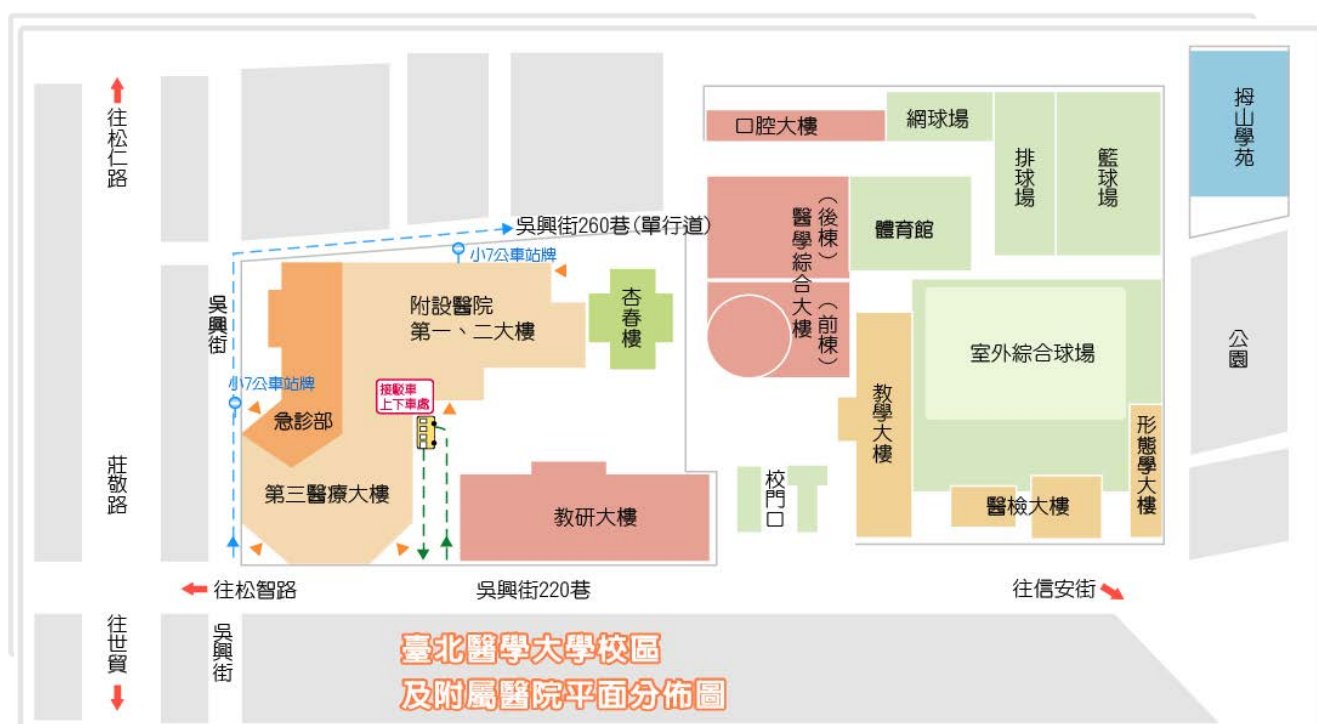 往松仁路
口腔大樓
網球場
排球場
籃球場
拇山學苑
吳興街260巷(單行道)
小7公車站牌
(後棟)
醫學綜合大樓
(前棟)
體育館
吳興街
附設醫院
第一、二大樓
杏春樓
室外綜合球場
公園
小7公車站牌
接駁車
上下車處
急診部
教學大樓
形態學大樓
莊敬路
第三醫療大樓
教研大樓
校門口
醫檢大樓
往松智路
吳興街220巷
往信安街
往世貿
吳興街
臺北醫學大學校區
及附屬醫院平面分佈圖